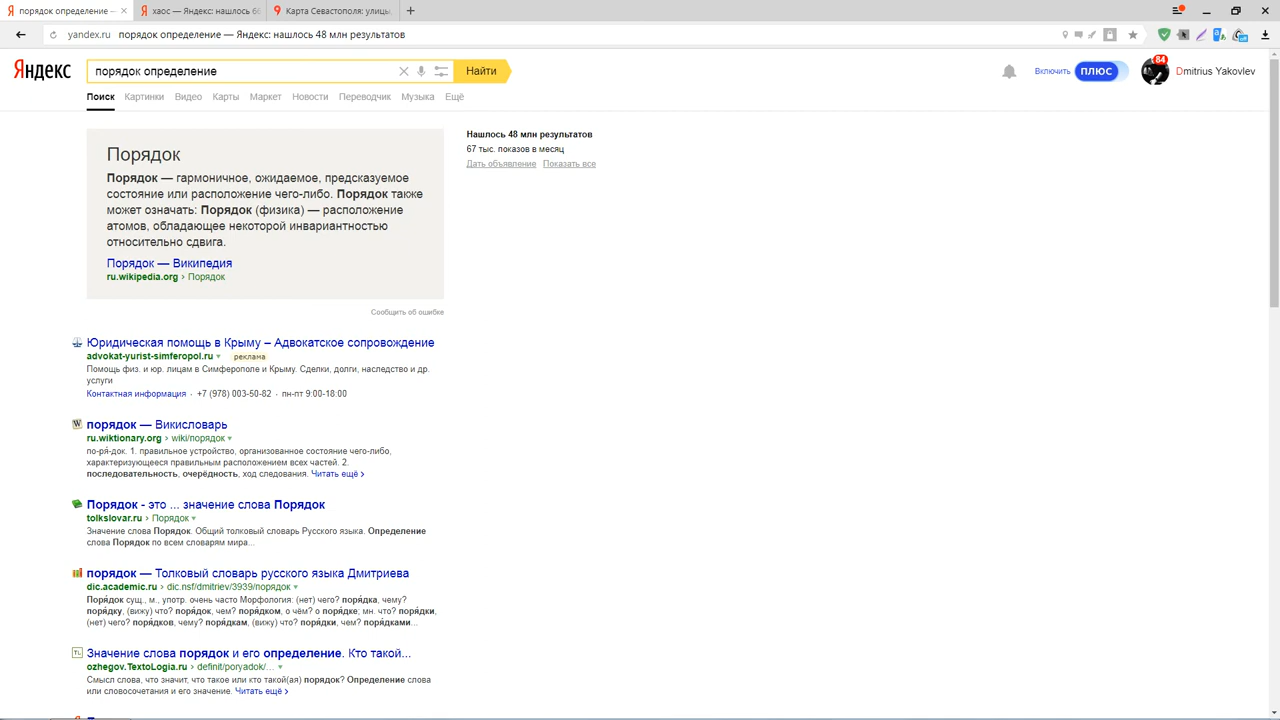 порядок определение —
хаос — Яндекс: нашлось 6
Карта Севастополя: улицы,
yandex.ru порядок определение — Яндекс: нашлось 48 млн результатов
Яндекс
порядок определение
Найти
Включить ПЛЮС
84
Dmitrius Yakovlev
Поиск Картинки Видео Карты Маркет Новости Переводчик Музыка Ещё
Порядок
Порядок — гармоничное, ожидаемое, предсказуемое
состояние или расположение чего-либо. Порядок также
может означать: Порядок (физика) — расположение
атомов, обладающее некоторой инвариантностью
относительно сдвига.
Порядок — Википедия
ru.wikipedia.org › Порядок
Сообщить об ошибке
Нашлось 48 млн результатов
67 тыс. показов в месяц
Дать объявление Показать все
Юридическая помощь в Крыму – Адвокатское сопровождение
advokat-yurist-simferopol.ru реклама
Помощь физ. и юр. лицам в Симферополе и Крыму. Сделки, долги, наследство и др.
услуги
Контактная информация · +7 (978) 003-50-82 · пн-пт 9:00-18:00
порядок — Викисловарь
ru.wiktionary.org › wiki/порядок
по-ря́-док. 1. правильное устройство, организованное состояние чего-либо,
характеризующееся правильным расположением всех частей. 2.
последовательность, очерёдность, ход следования. Читать ещё ›
Порядок - это ... значение слова Порядок
tolkslovar.ru › Порядок
Значение слова Порядок. Общий толковый словарь Русского языка. Определение
слова Порядок по всем словарям мира...
порядок — Толковый словарь русского языка Дмитриева
dic.academic.ru › dic.nsf/dmitriev/3939/порядок
Поря́док сущ., м., употр. очень часто Морфология: (нет) чего? поря́дка, чему?
поря́дку, (вижу) что? поря́док, чем? поря́дком, о чём? о поря́дке; мн. что? поря́дки,
(нет) чего? поря́дков, чему? поря́дкам, (вижу) что? поря́дки, чем? поря́дками...
Значение слова порядок и его определение. Кто такой...
ozhegov.TextoLogia.ru › definit/poryadok/...
Смысл слова, что значит, что такое или кто такой(ая) порядок? Определение слова
или словосочетания и его значение. Читать ещё ›